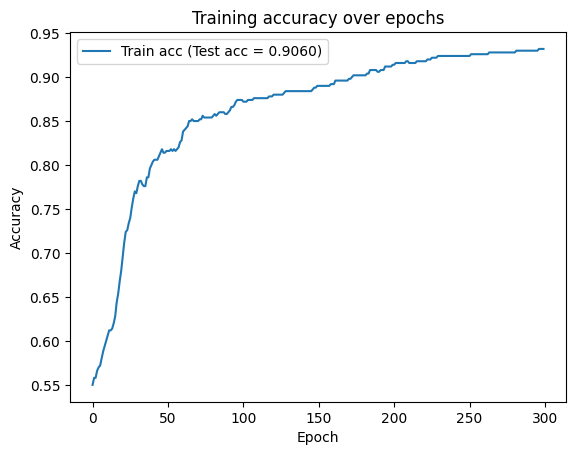 Training accuracy over epochs
Train acc (Test acc = 0.9060)
0.95
0.90
0.85
0.80
0.75
0.70
0.65
0.60
0.55
Accuracy
0 50 100 150 200 250 300
Epoch